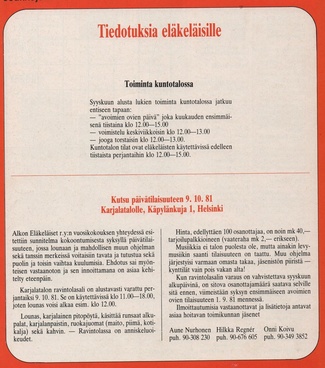 Tiedotuksia eläkeläisille
Toiminta kuntotalossa
Syyskuun alusta lukien toiminta kuntotalossa jatkuu
entiseen tapaan:
— "avoimien ovien päivä" joka kuukauden ensimmäi-
senä tiistaina klo 12.00—15.00
— voimistelu keskiviikkoisin klo 12.00—13.00
— jooga torstaisin klo 12.00—13.00.
Kuntotalon tilat ovat eläkeläisten käytettävissä edelleen
tiistaista perjantaihin klo 12.00—15.00.
Kutsu päivätilaisuuteen 9. 10. 81
Karjalatalolle, Käpylänkuja 1, Helsinki
Alkon Eläkeläiset r.y:n vuosikokouksen yhteydessä esi-
tettiin sunnitelma kokoontumisesta syksyllä päivätilai-
suuteen, jossa lounaan ja mahdollisen muun ohjelman
sekä tanssin merkeissä voitaisiin tavata ja tutustua sekä
puolin ja toisin vaihtaa kuulumisia. Ehdotus sai myön-
teisen vastaanoton ja sen innoittamana on asiaa kehi-
telty eteenpäin.
Karjalatalon ravintolasali on alustavasti varattu per-
jantaiksi 9. 10. 81. Se on käytettävissä klo 11.00—18.00,
joten lounas voisi alkaa esim. klo 12.00.
Lounas, karjalainen pitopöytä, käsittää runsaat alku-
palat, karjalanpaistin, ruokajuomat (maito, piimä, koti-
kalja) sekä kahvin. — Ravintolassa on anniskeluoi-
keudet.
Hinta, edellyttäen 100 osanottajaa, on noin mk 40,—
tarjoilupalkkioineen (vaateraha mk 2,— erikseen).
Musiikkia ei talon puolesta ole, mutta ainakin levy-
musiikin saanti tilaisuuteen on taattu. Muu ohjelma
järjestyisi varmaan omasta takaa, jäsenistön piiristä —
kyntilät vain pois vakan alta!
Kun ravintolasalin varaus on vahvistettava syyskuun
alkupäivinä, on sitova osanottajamäärä saatava selville
sitä ennen, viimeistään syksyn ensimmäiseen avoimien
ovien tilaisuuteen 1. 9. 81 mennessä.
Ilmoittautumisia vastaanottavat ja lisätietoja antavat
asiaa hoitavan toimikunnan jäsenet
Aune Nurhonen Hilkka Regnér Onni Koivu
puh. 90-308 230 puh. 90-676 605 puh. 90-349 3852